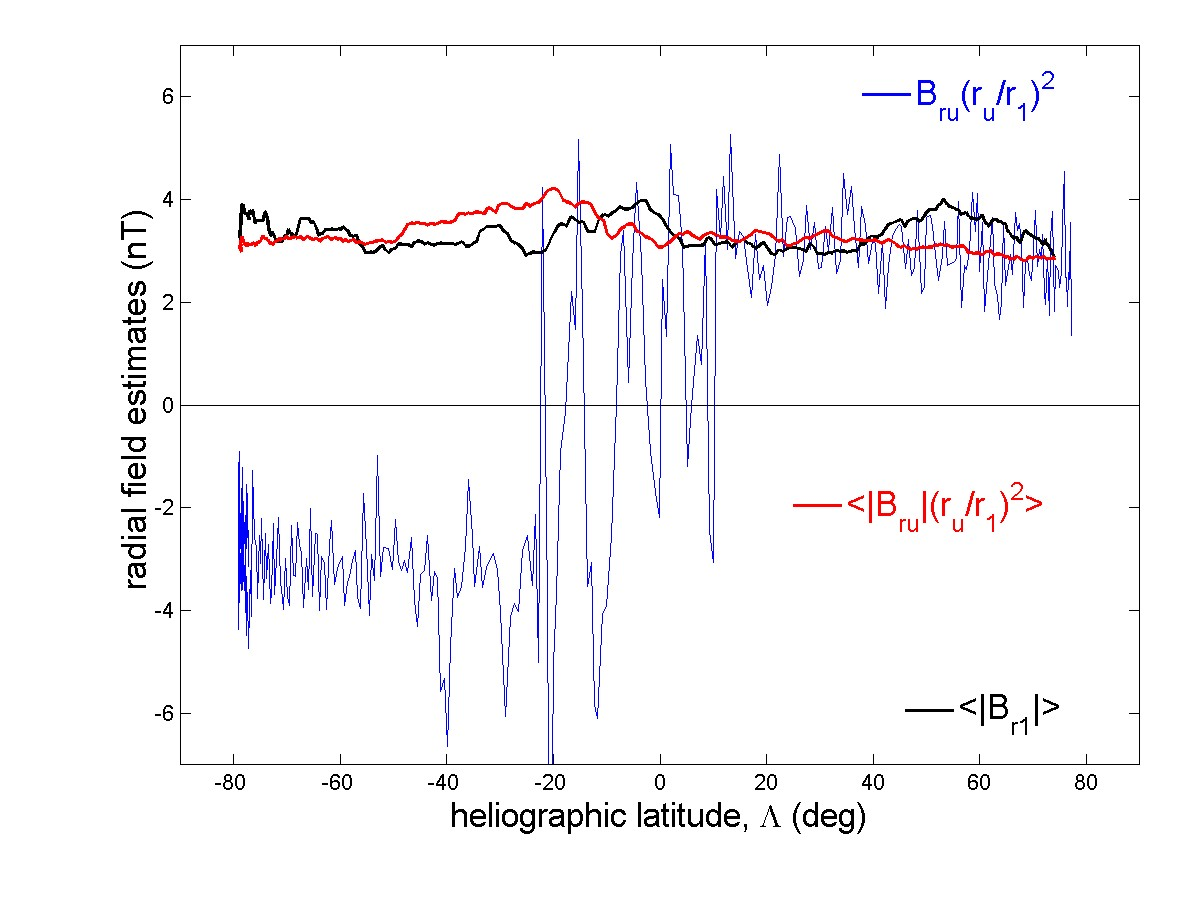 B_ru(r_u/r_1)^2
6
4
2
0
-2
-4
-6
<|B_ru|(r_u/r_1)^2>
<|B_r1|>
radial field estimates (nT)
-80 -60 -40 -20 0 20 40 60 80
heliographic latitude, Λ (deg)